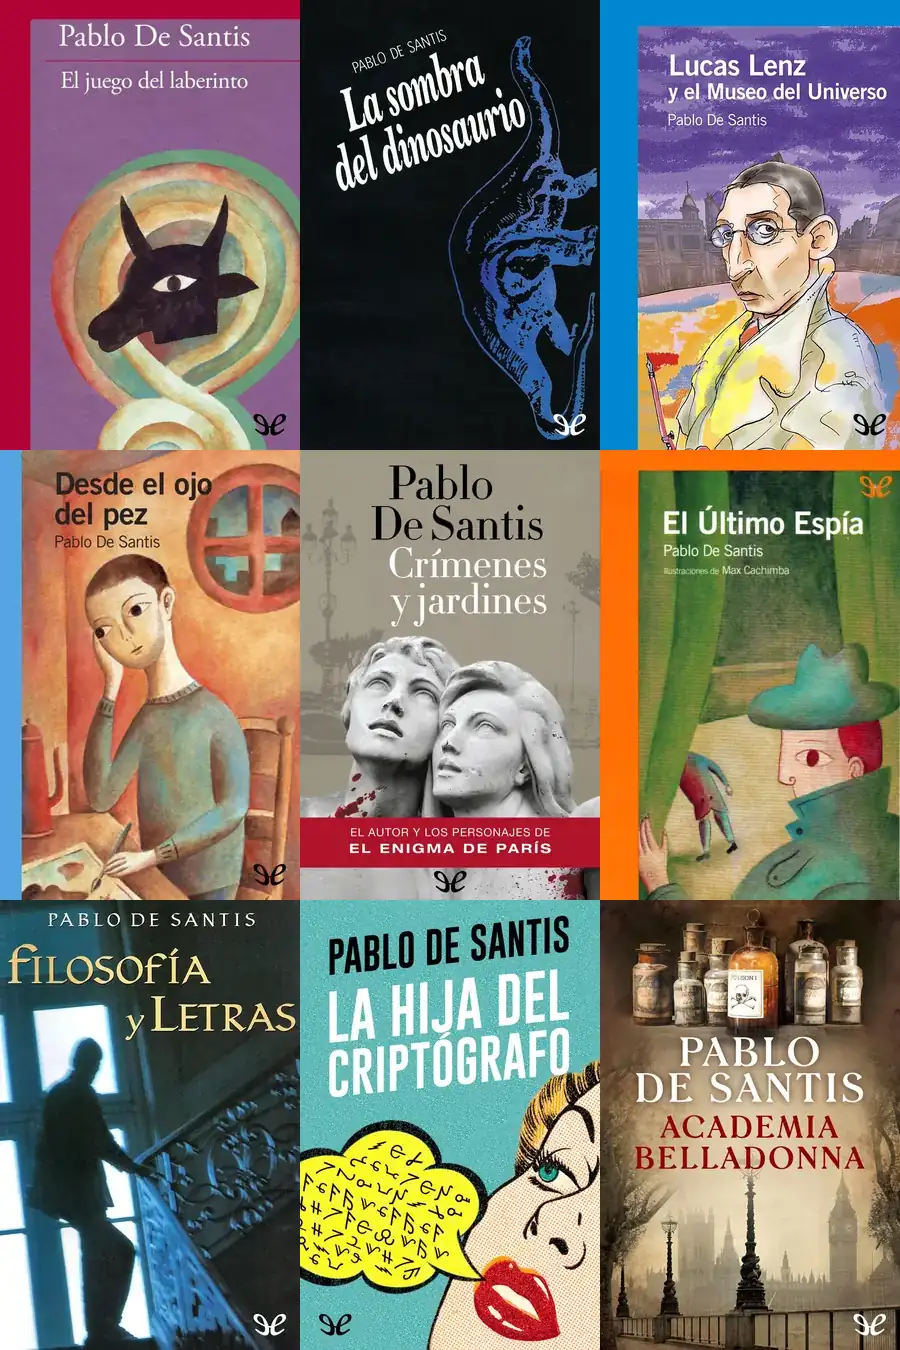 Pablo De Santis
El juego del laberinto
PABLO DE SANTIS
La sombra
del dinosaurio
Lucas Lenz
y el Museo del Universo
Pablo De Santis
Desde el ojo
del pez
Pablo De Santis
Pablo
De Santis
Crímenes
y jardines
EL AUTOR Y LOS PERSONAJES DE
EL ENIGMA DE PARÍS
El Último Espía
Pablo De Santis
Ilustraciones de Max Cachimba
PABLO DE SANTIS
FILOSOFÍA
y LETRAS
PABLO DE SANTIS
LA HIJA DEL
CRIPTÓGRAFO
PABLO
DE SANTIS
ACADEMIA
BELLADONNA